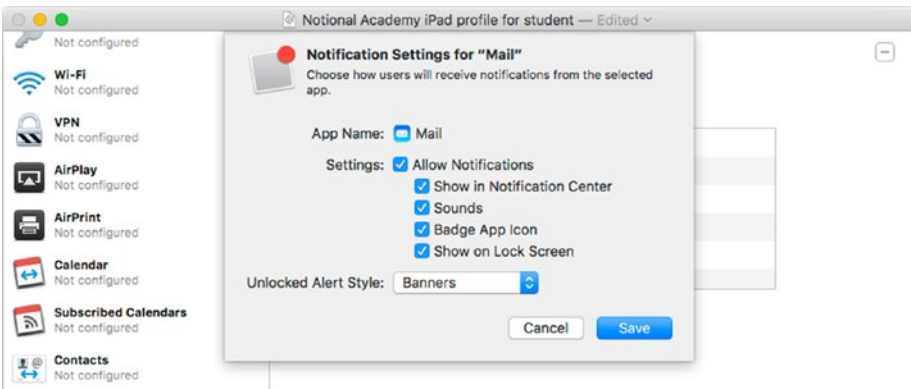 Notional Academy iPad profile for student — Edited
Not configured
Wi-Fi
Not configured
VPN
Not configured
AirPlay
Not configured
AirPrint
Not configured
Calendar
Not configured
Subscribed Calendars
Not configured
Contacts
Not configured
Notification Settings for “Mail”
Choose how users will receive notifications from the selected
app.
App Name: Mail
Settings: Allow Notifications
Show in Notification Center
Sounds
Badge App Icon
Show on Lock Screen
Unlocked Alert Style: Banners
Cancel Save